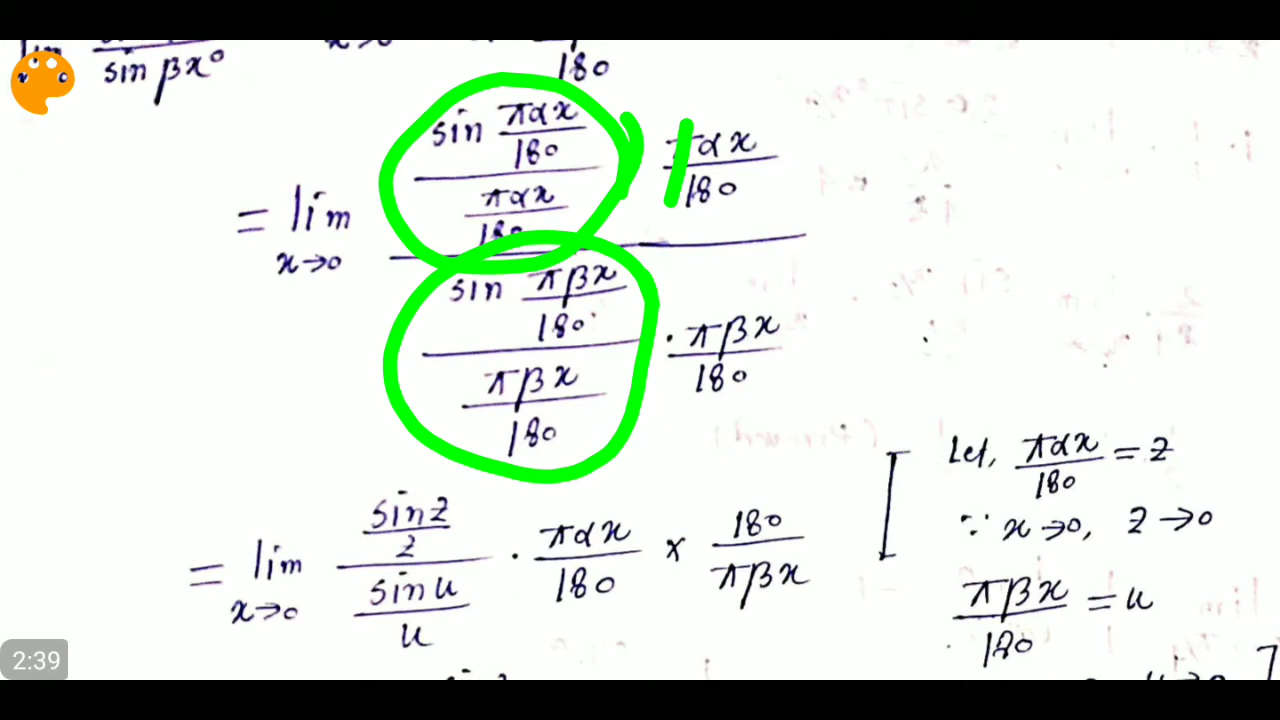 sin βx°
180
= lim x→0
sin παx/180
παx/180
παx/180
sin πβx/180
πβx/180
· πβx/180
= lim x→0 (sin z/z)/(sin u/u) · παx/180 × 180/πβx
Let, παx/180 = z
∵ x→0, z→0
πβx/180 = u
2:39